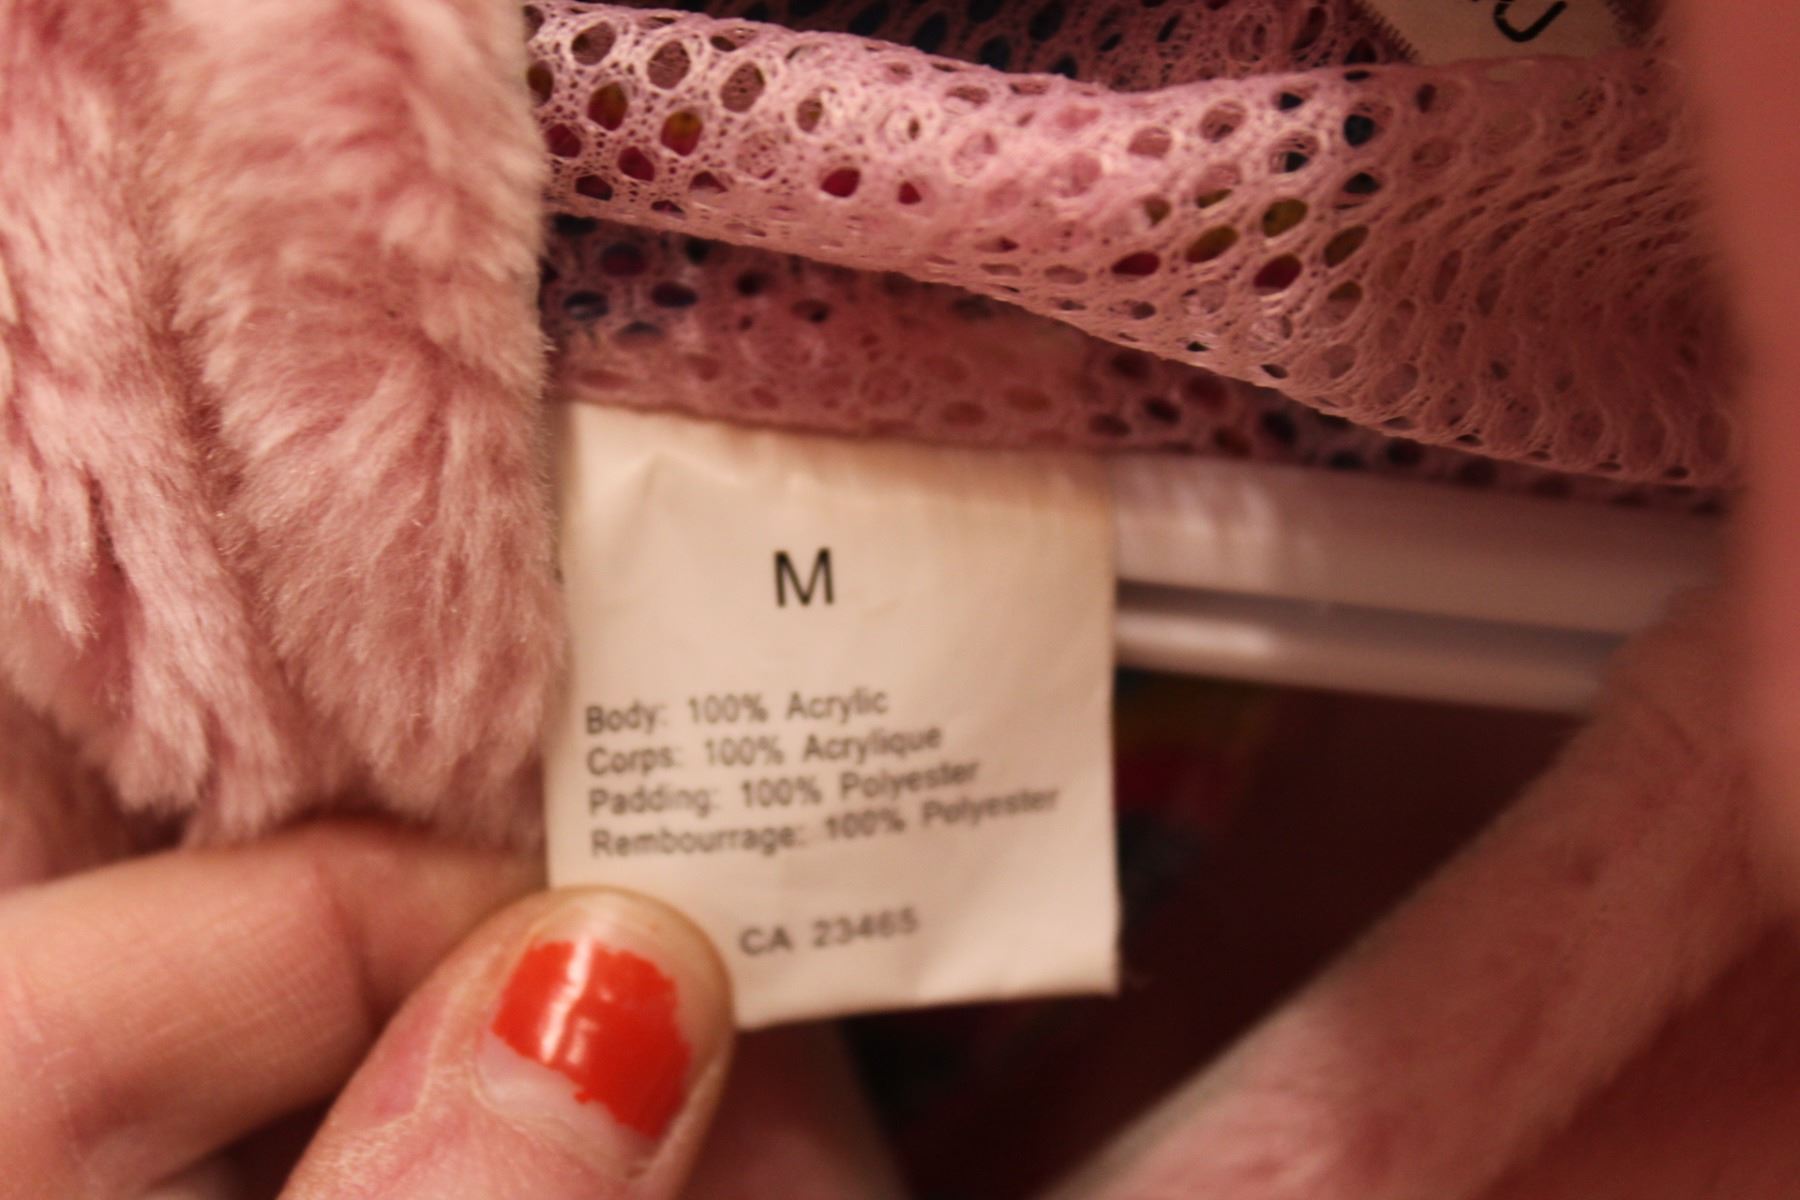 M
Body: 100% Acrylic
Corps: 100% Acrylique
Padding: 100% Polyester
Rembourrage: 100% Polyester
CA 23465